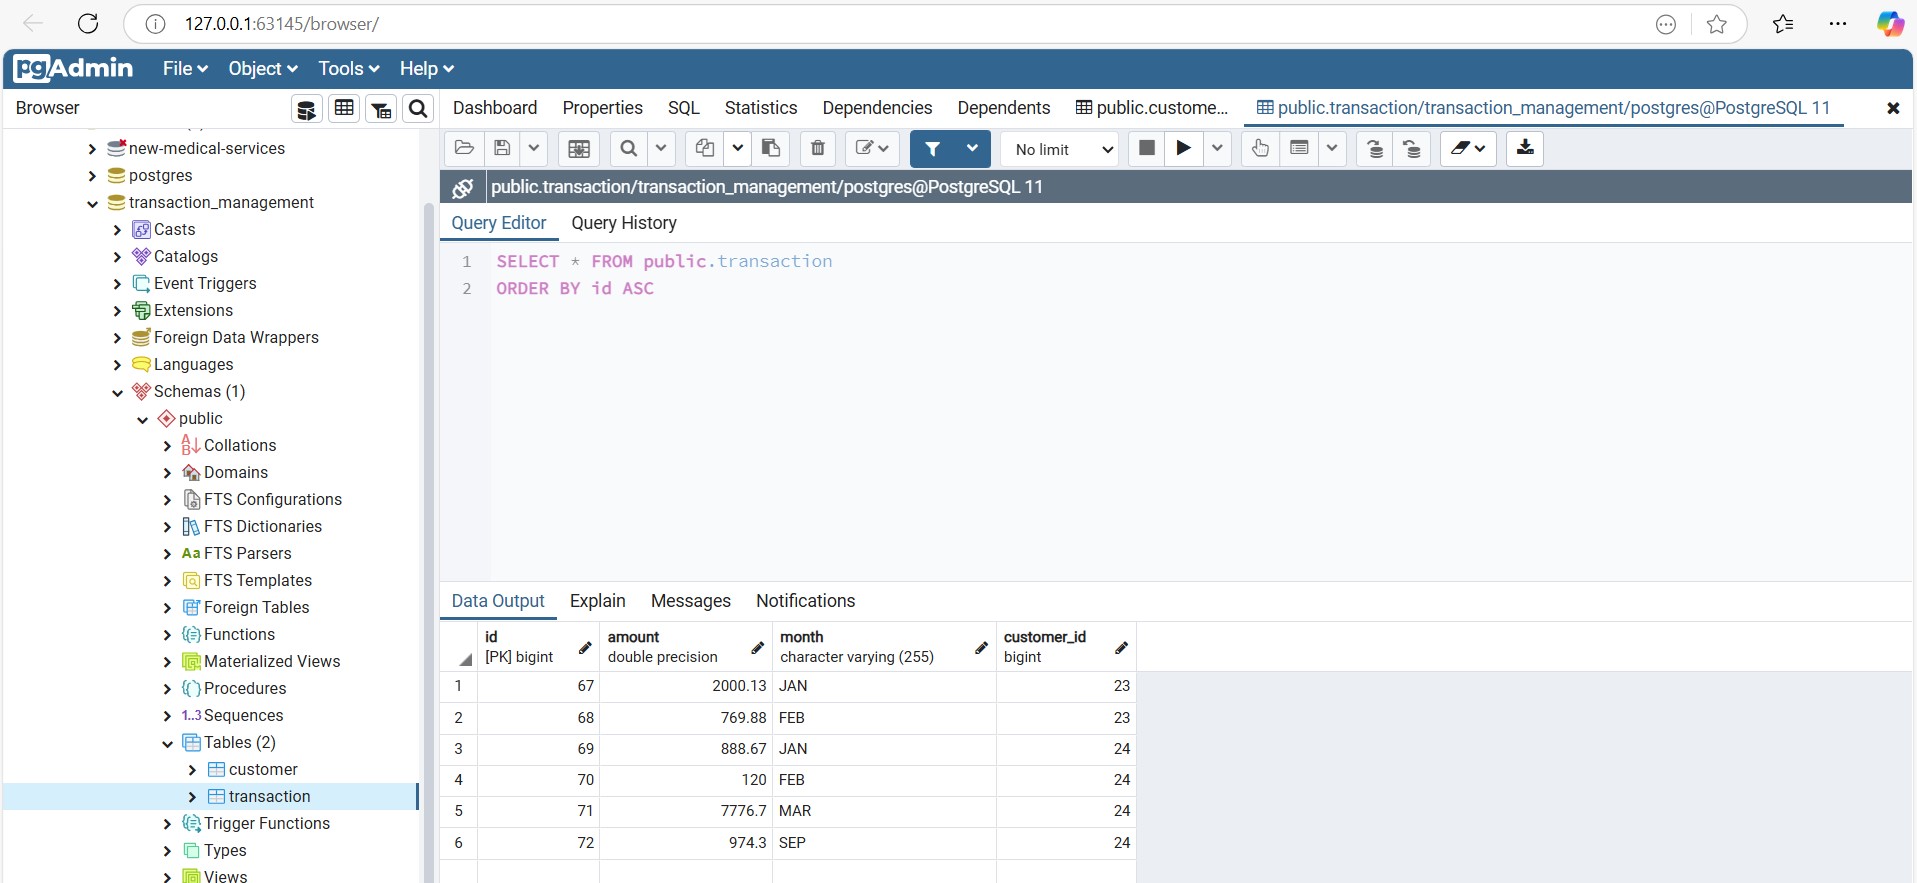 127.0.0.1:63145/browser/
pgAdmin File Object Tools Help
Browser
Dashboard Properties SQL Statistics Dependencies Dependents public.custome... public.transaction/transaction_management/postgres@PostgreSQL 11
No limit
public.transaction/transaction_management/postgres@PostgreSQL 11
Query Editor Query History
1 SELECT * FROM public.transaction
2 ORDER BY id ASC
new-medical-services
postgres
transaction_management
Casts
Catalogs
Event Triggers
Extensions
Foreign Data Wrappers
Languages
Schemas (1)
public
Collations
Domains
FTS Configurations
FTS Dictionaries
Aa FTS Parsers
FTS Templates
Foreign Tables
Functions
Materialized Views
Procedures
1..3 Sequences
Tables (2)
customer
transaction
Trigger Functions
Types
Views
Data Output Explain Messages Notifications
id amount month customer_id
[PK] bigint double precision character varying (255) bigint
1 67 2000.13 JAN 23
2 68 769.88 FEB 23
3 69 888.67 JAN 24
4 70 120 FEB 24
5 71 7776.7 MAR 24
6 72 974.3 SEP 24